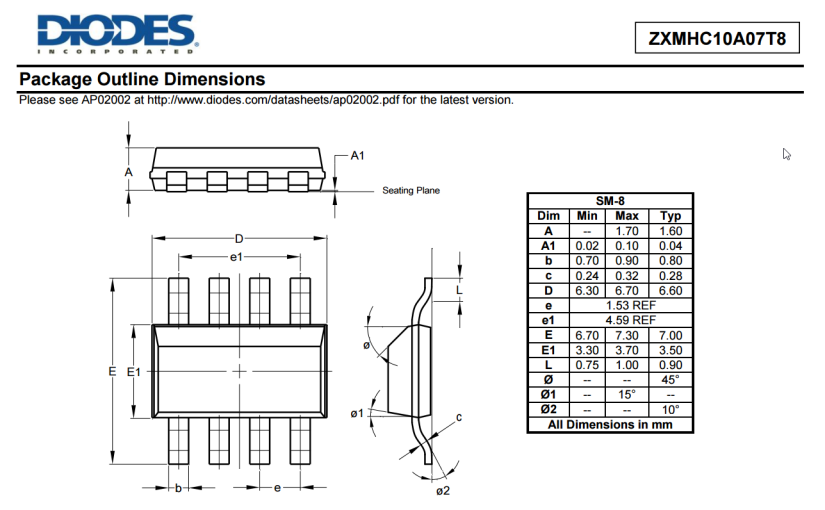 DIODES
INCORPORATED
ZXMHC10A07T8
Package Outline Dimensions
Please see AP02002 at http://www.diodes.com/datasheets/ap02002.pdf for the latest version.
A
A1
Seating Plane
D
e1
E
E1
b
e
L
ø
ø1
c
ø2
SM-8
Dim Min Max Typ
A -- 1.70 1.60
A1 0.02 0.10 0.04
b 0.70 0.90 0.80
c 0.24 0.32 0.28
D 6.30 6.70 6.60
e 1.53 REF
e1 4.59 REF
E 6.70 7.30 7.00
E1 3.30 3.70 3.50
L 0.75 1.00 0.90
Ø -- -- 45°
Ø1 -- 15° --
Ø2 -- -- 10°
All Dimensions in mm